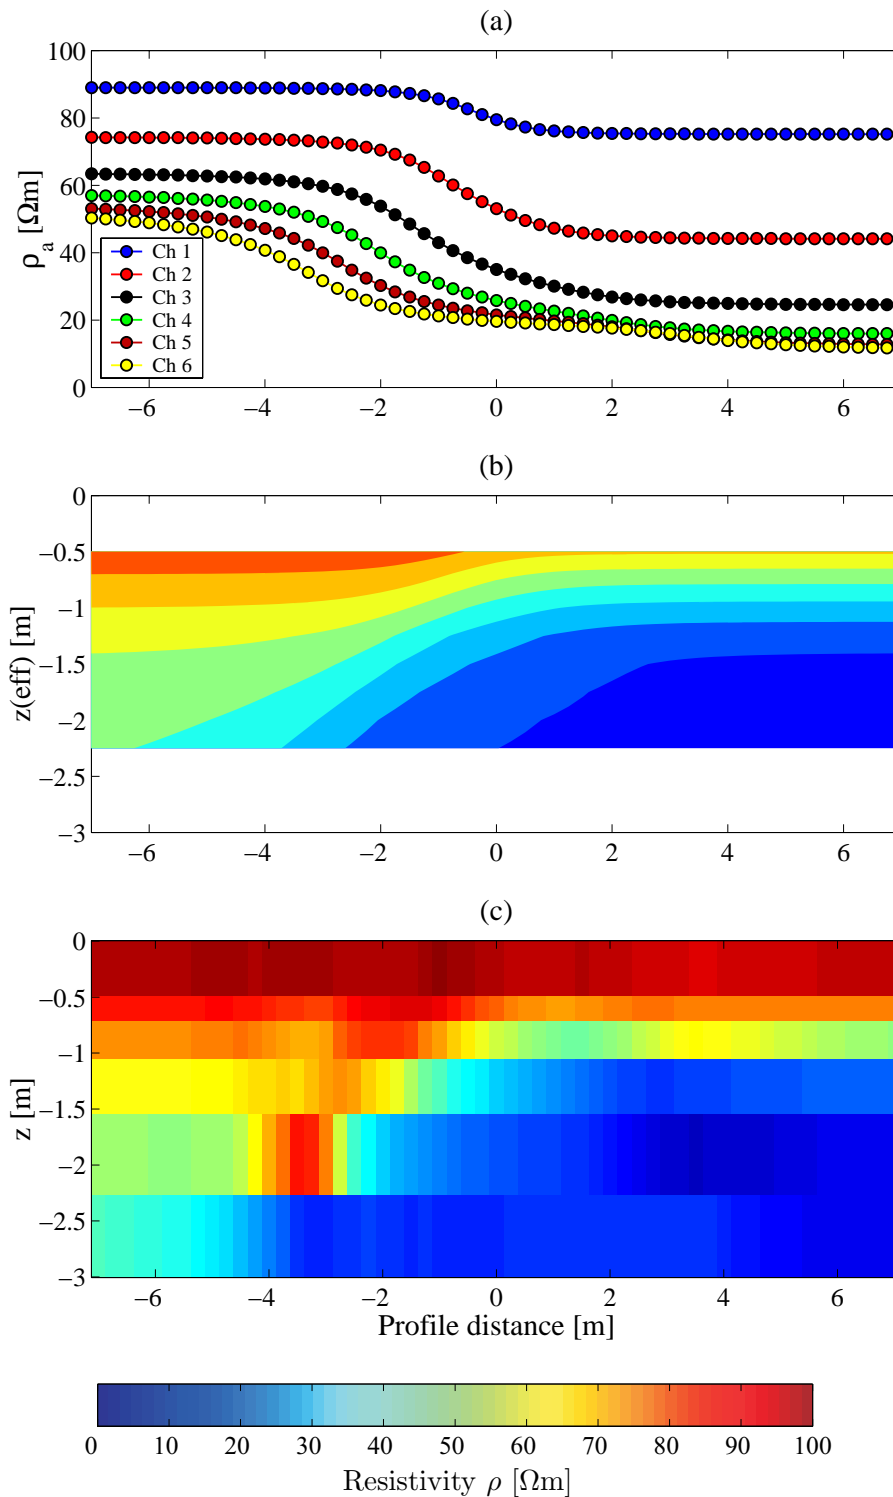 (a)
100
80
60
40
20
0
ρ_a [Ωm]
Ch 1
Ch 2
Ch 3
Ch 4
Ch 5
Ch 6
−6 −4 −2 0 2 4 6
(b)
0
−0.5
−1
−1.5
−2
−2.5
−3
z(eff) [m]
−6 −4 −2 0 2 4 6
(c)
0
−0.5
−1
−1.5
−2
−2.5
−3
z [m]
−6 −4 −2 0 2 4 6
Profile distance [m]
0 10 20 30 40 50 60 70 80 90 100
Resistivity ρ [Ωm]